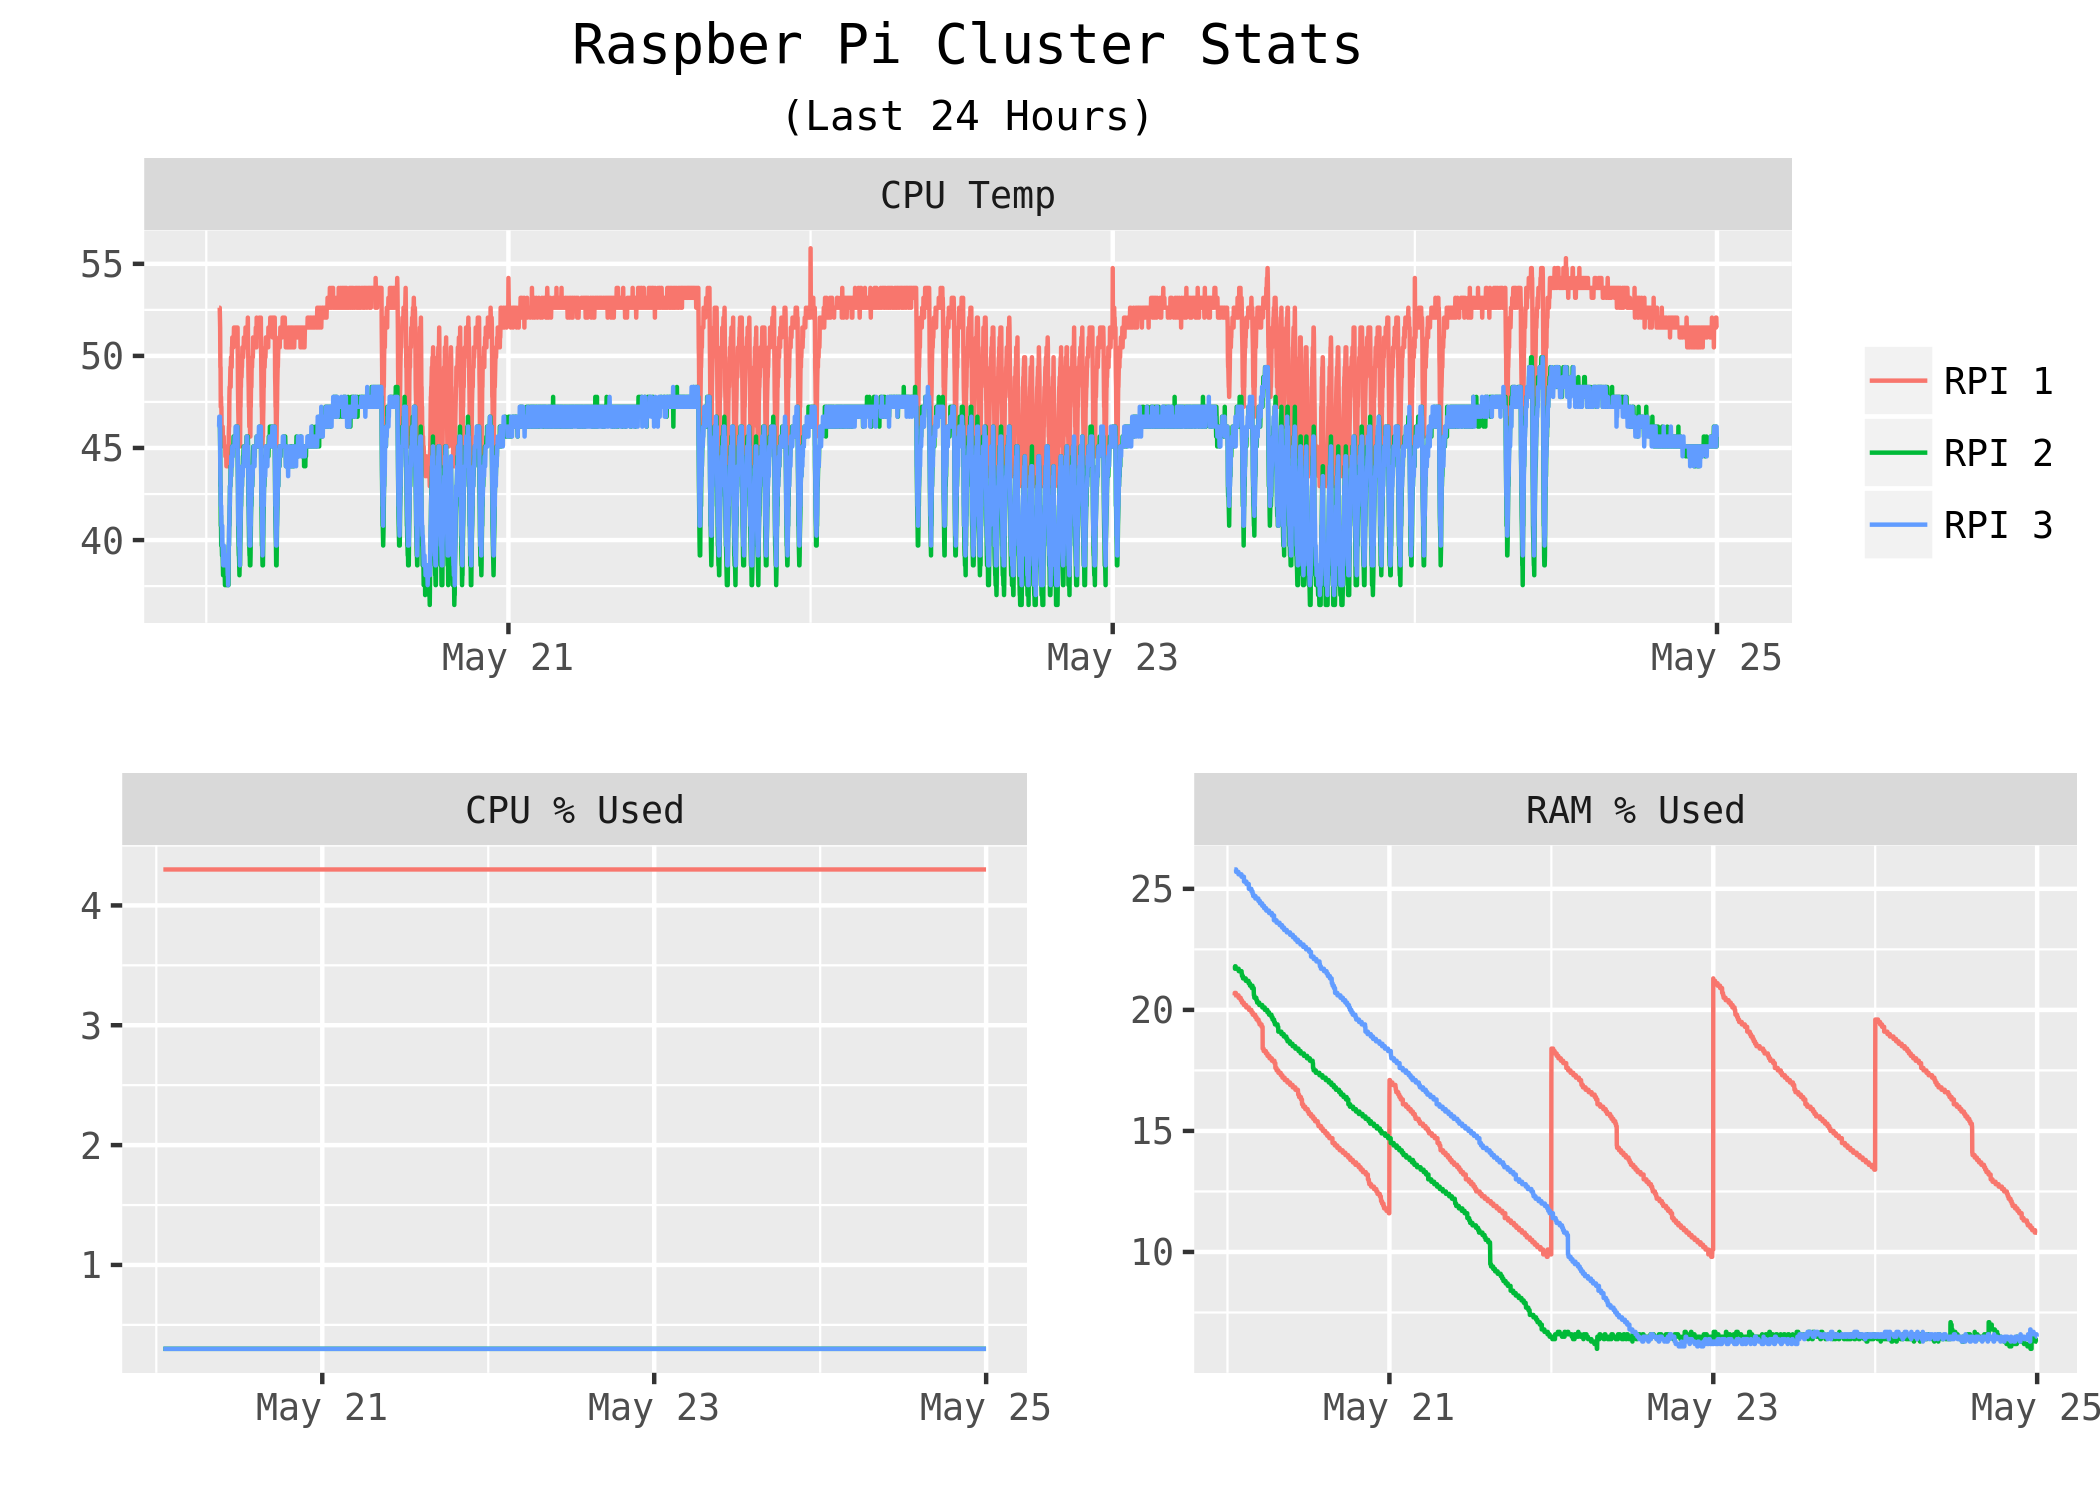 Raspber Pi Cluster Stats
(Last 24 Hours)
CPU Temp
55
50
45
40
May 21
May 23
May 25
RPI 1
RPI 2
RPI 3
CPU % Used
4
3
2
1
May 21
May 23
May 25
RAM % Used
25
20
15
10
May 21
May 23
May 25